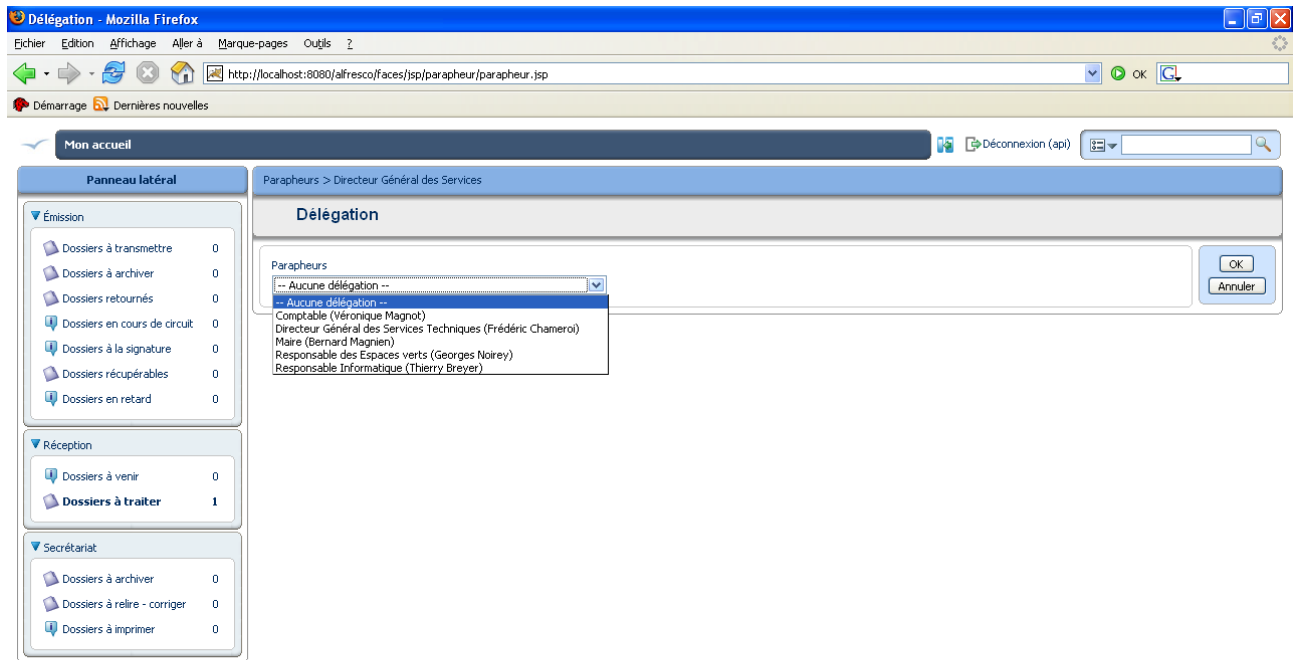 Délégation - Mozilla Firefox
Fichier Edition Affichage Aller à Marque-pages Outils ?
http://localhost:8080/alfresco/faces/jsp/parapheur/parapheur.jsp OK G
Démarrage Dernières nouvelles
Mon accueil Déconnexion (api)
Panneau latéral
Parapheurs > Directeur Général des Services
Émission
Dossiers à transmettre 0
Dossiers à archiver 0
Dossiers retournés 0
Dossiers en cours de circuit 0
Dossiers à la signature 0
Dossiers récupérables 0
Dossiers en retard 0
Réception
Dossiers à venir 0
Dossiers à traiter 1
Secrétariat
Dossiers à archiver 0
Dossiers à relire - corriger 0
Dossiers à imprimer 0
Délégation
Parapheurs
-- Aucune délégation --
-- Aucune délégation --
Comptable (Véronique Magnot)
Directeur Général des Services Techniques (Frédéric Chameroi)
Maire (Bernard Magnien)
Responsable des Espaces verts (Georges Noirey)
Responsable Informatique (Thierry Breyer)
OK
Annuler